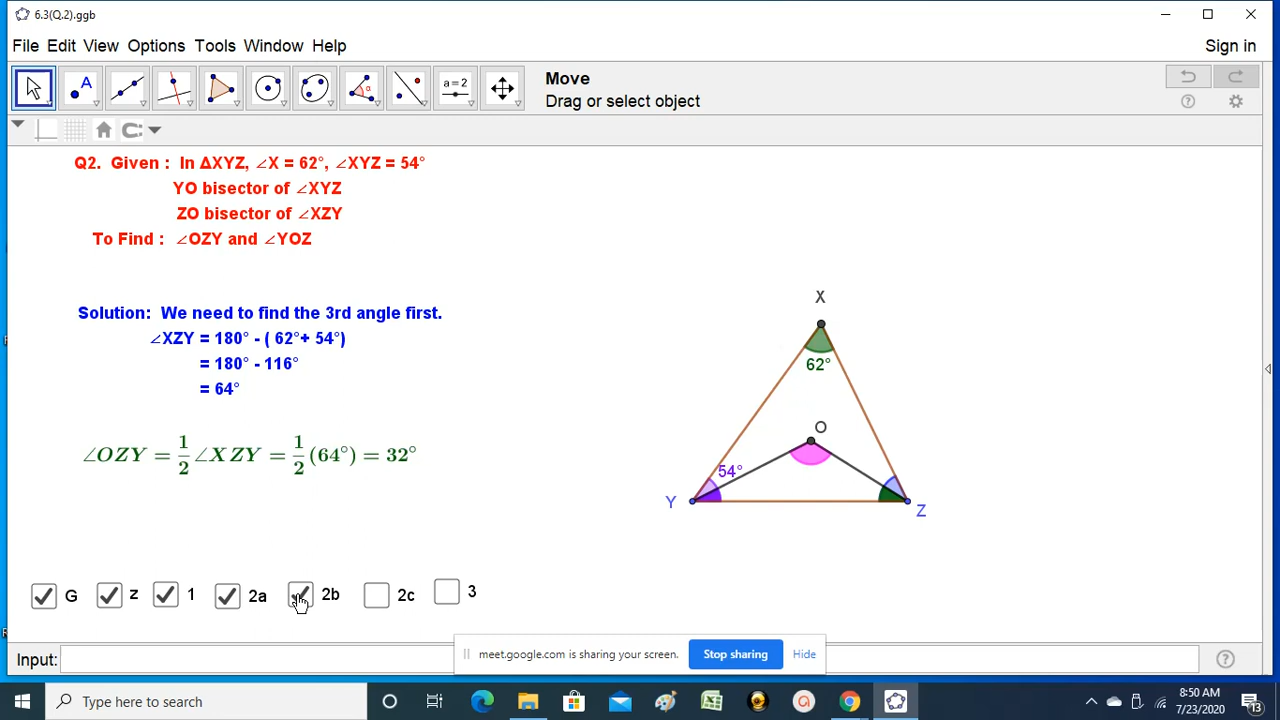 6.3(Q.2).ggb
File Edit View Options Tools Window Help
Sign in
A
α
a=2
Move
Drag or select object
Q2. Given : In ΔXYZ, ∠X = 62°, ∠XYZ = 54°
YO bisector of ∠XYZ
ZO bisector of ∠XZY
To Find : ∠OZY and ∠YOZ
Solution: We need to find the 3rd angle first.
∠XZY = 180° - ( 62°+ 54°)
= 180° - 116°
= 64°
∠OZY = 1/2 ∠XZY = 1/2 (64°) = 32°
X
62°
O
54°
Y
Z
G z 1 2a 2b 2c 3
Input:
meet.google.com is sharing your screen. Stop sharing Hide
Type here to search
a
8:50 AM
7/23/2020
13